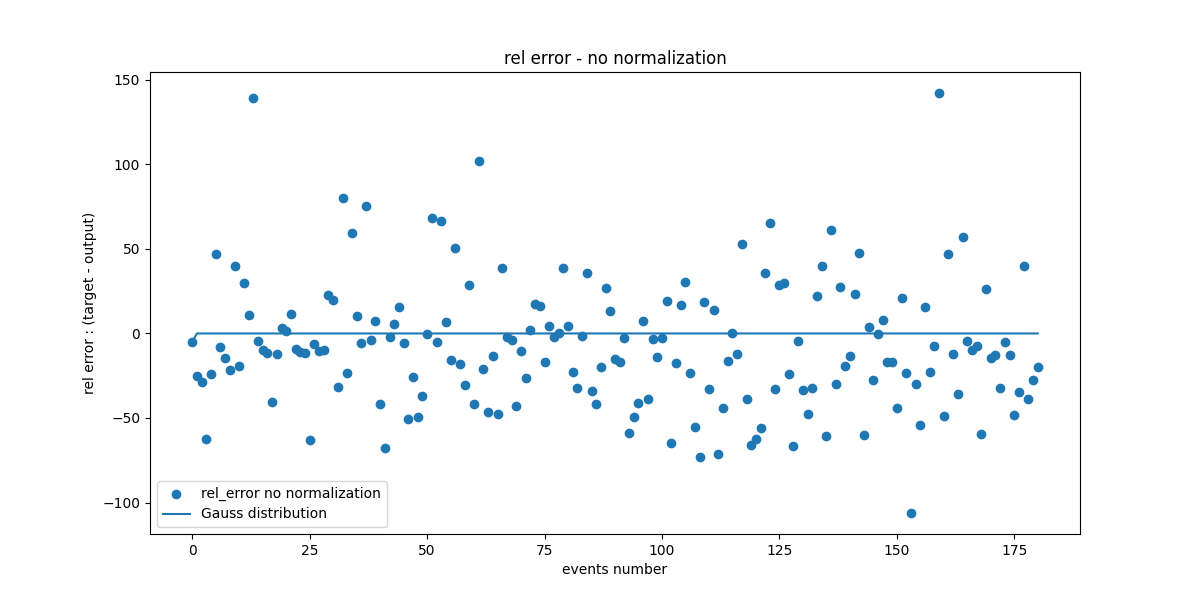 rel error - no normalization
150
100
50
0
−50
−100
rel error : (target - output)
rel_error no normalization
Gauss distribution
0 25 50 75 100 125 150 175
events number